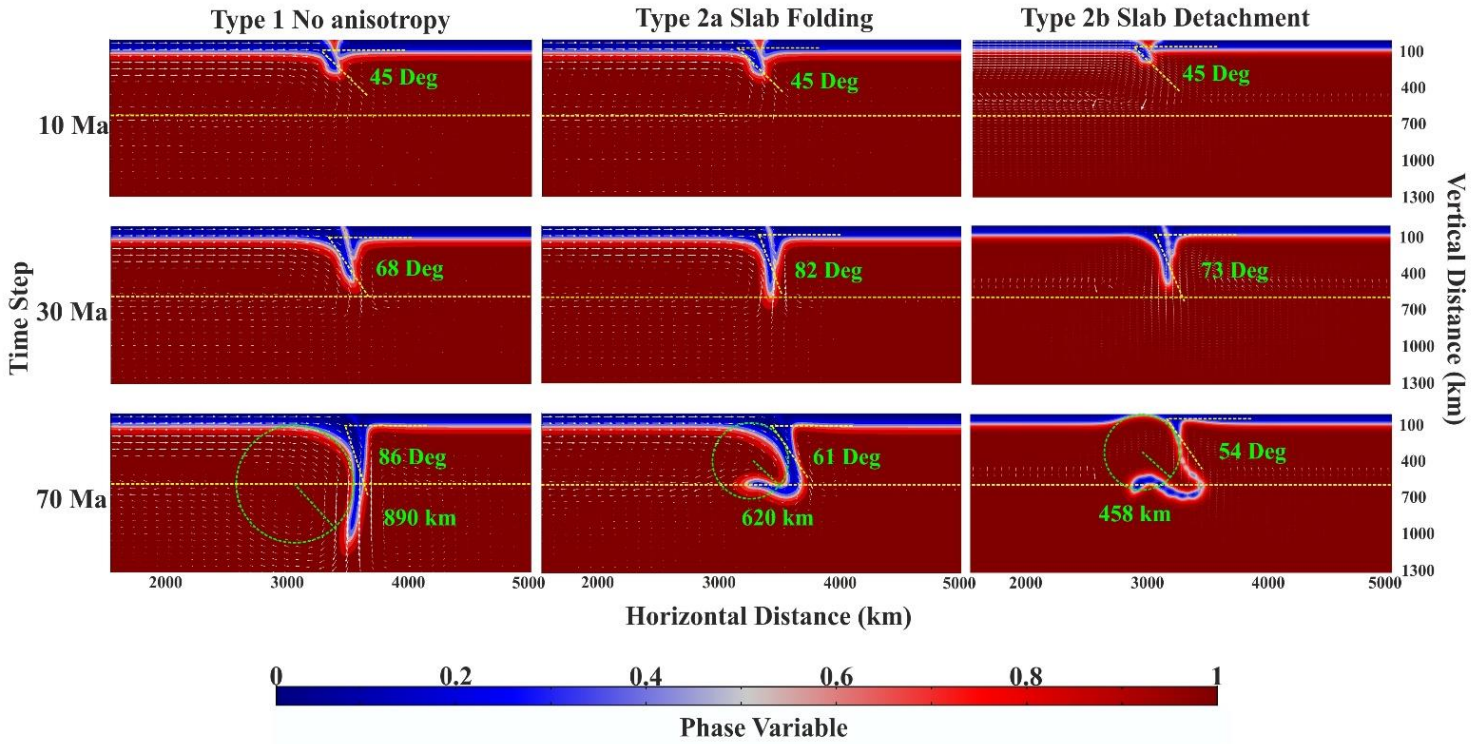 Type 1 No anisotropy
Type 2a Slab Folding
Type 2b Slab Detachment
45 Deg
45 Deg
45 Deg
10 Ma
100
400
700
1000
1300
68 Deg
82 Deg
73 Deg
30 Ma
100
400
700
1000
1300
86 Deg
890 km
61 Deg
620 km
54 Deg
458 km
70 Ma
100
400
700
1000
1300
Time Step
Vertical Distance (km)
2000 3000 4000 5000
2000 3000 4000 5000
2000 3000 4000 5000
Horizontal Distance (km)
0 0.2 0.4 0.6 0.8 1
Phase Variable